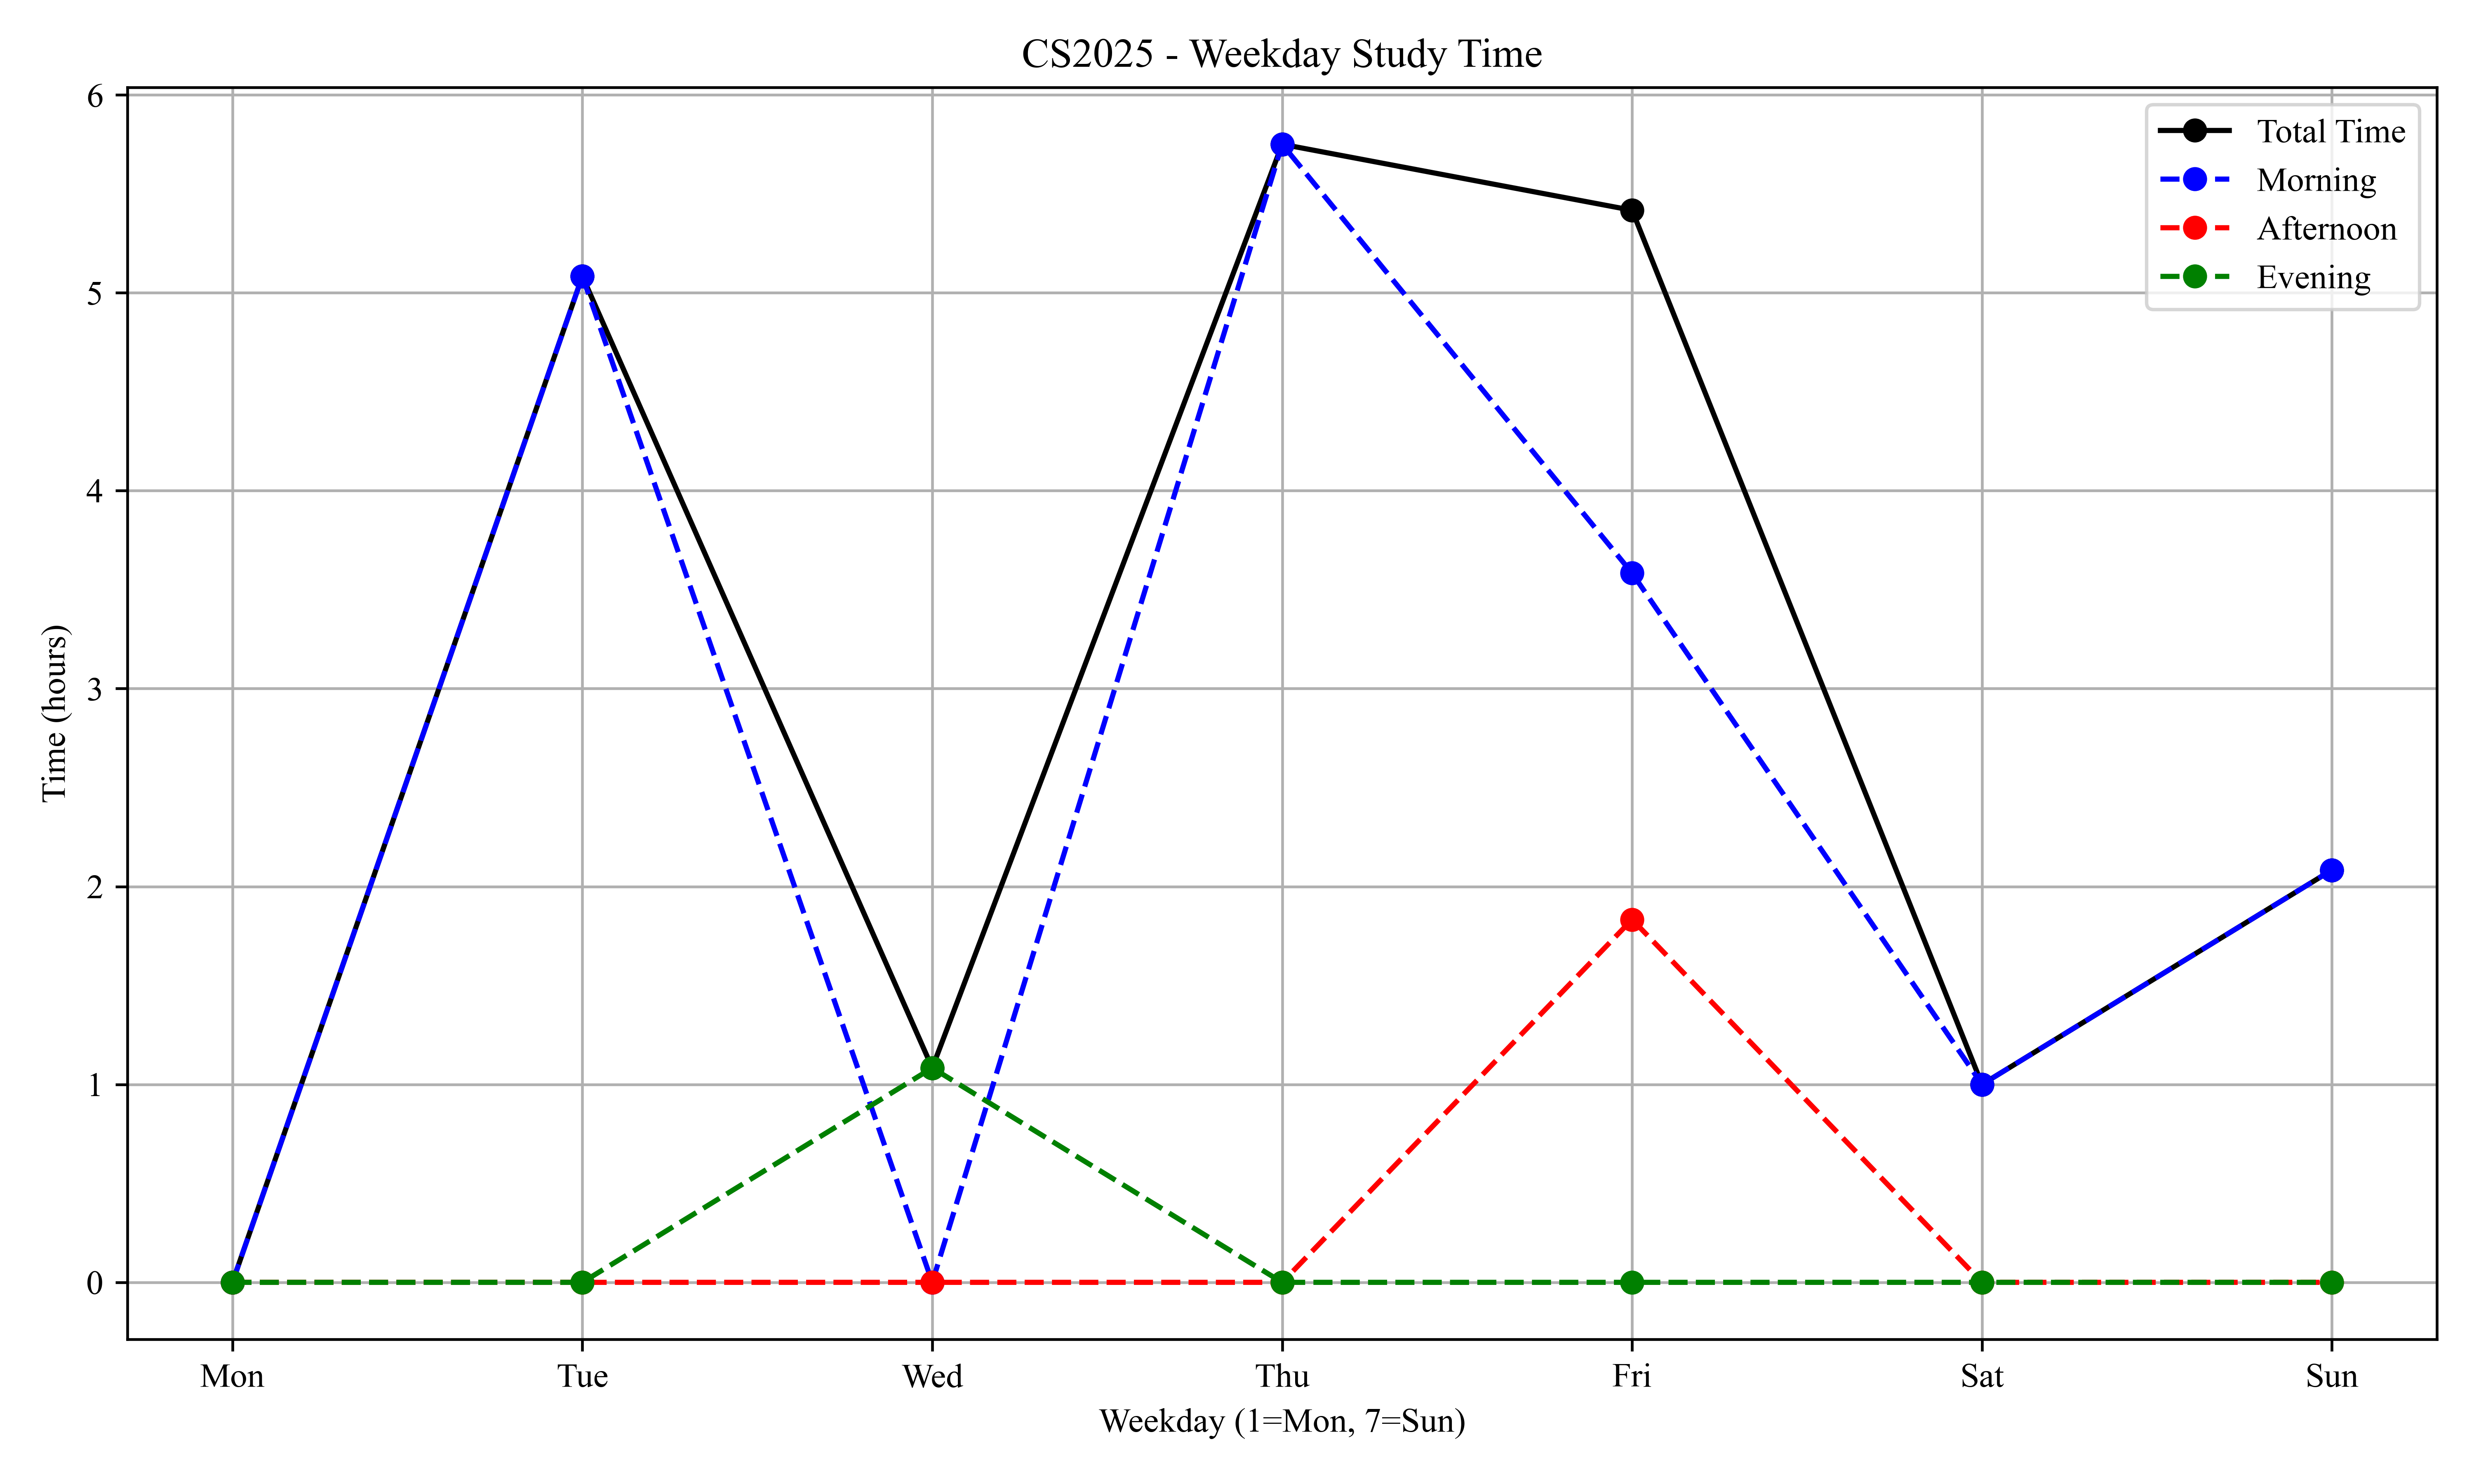 CS2025 - Weekday Study Time
6
5
4
3
2
1
0
Time (hours)
Total Time
Morning
Afternoon
Evening
Mon Tue Wed Thu Fri Sat Sun
Weekday (1=Mon, 7=Sun)